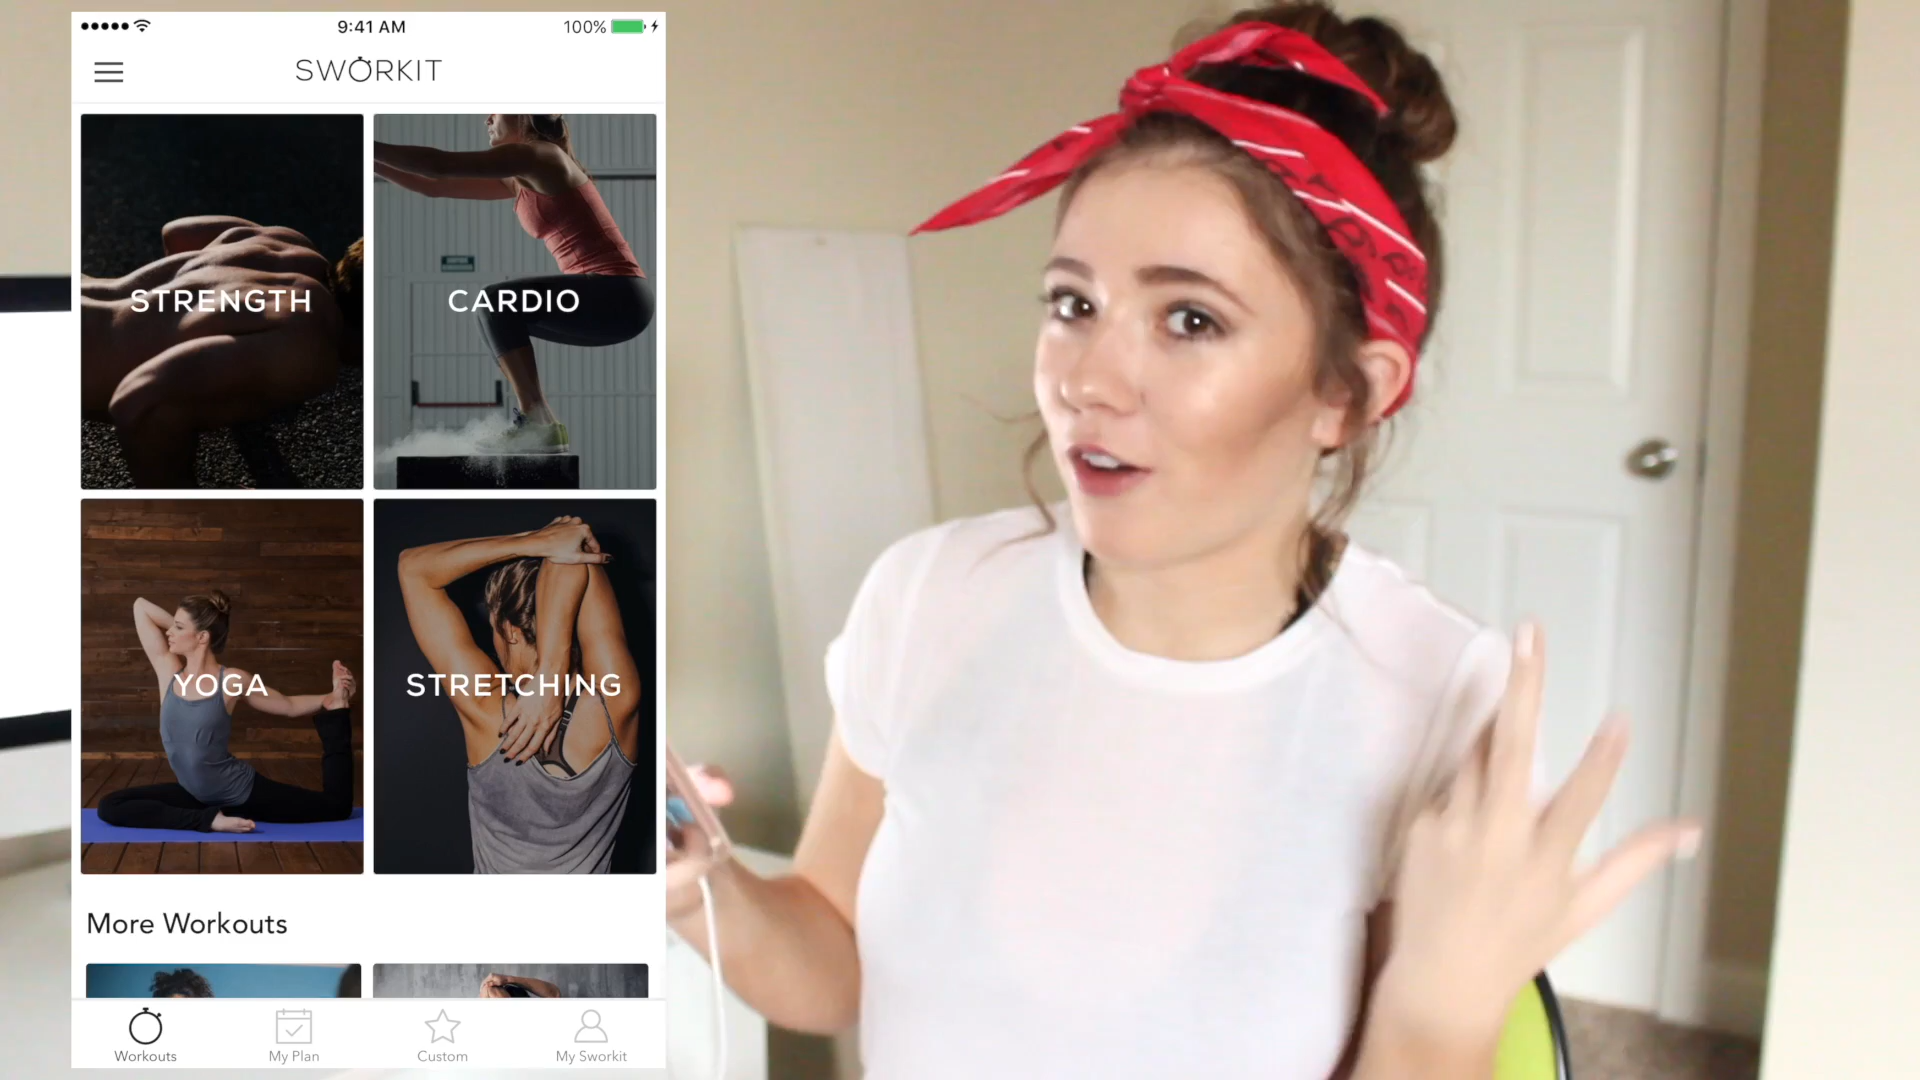 9:41 AM
100%
SWORKIT
STRENGTH
CARDIO
YOGA
STRETCHING
More Workouts
Workouts
My Plan
Custom
My Sworkit